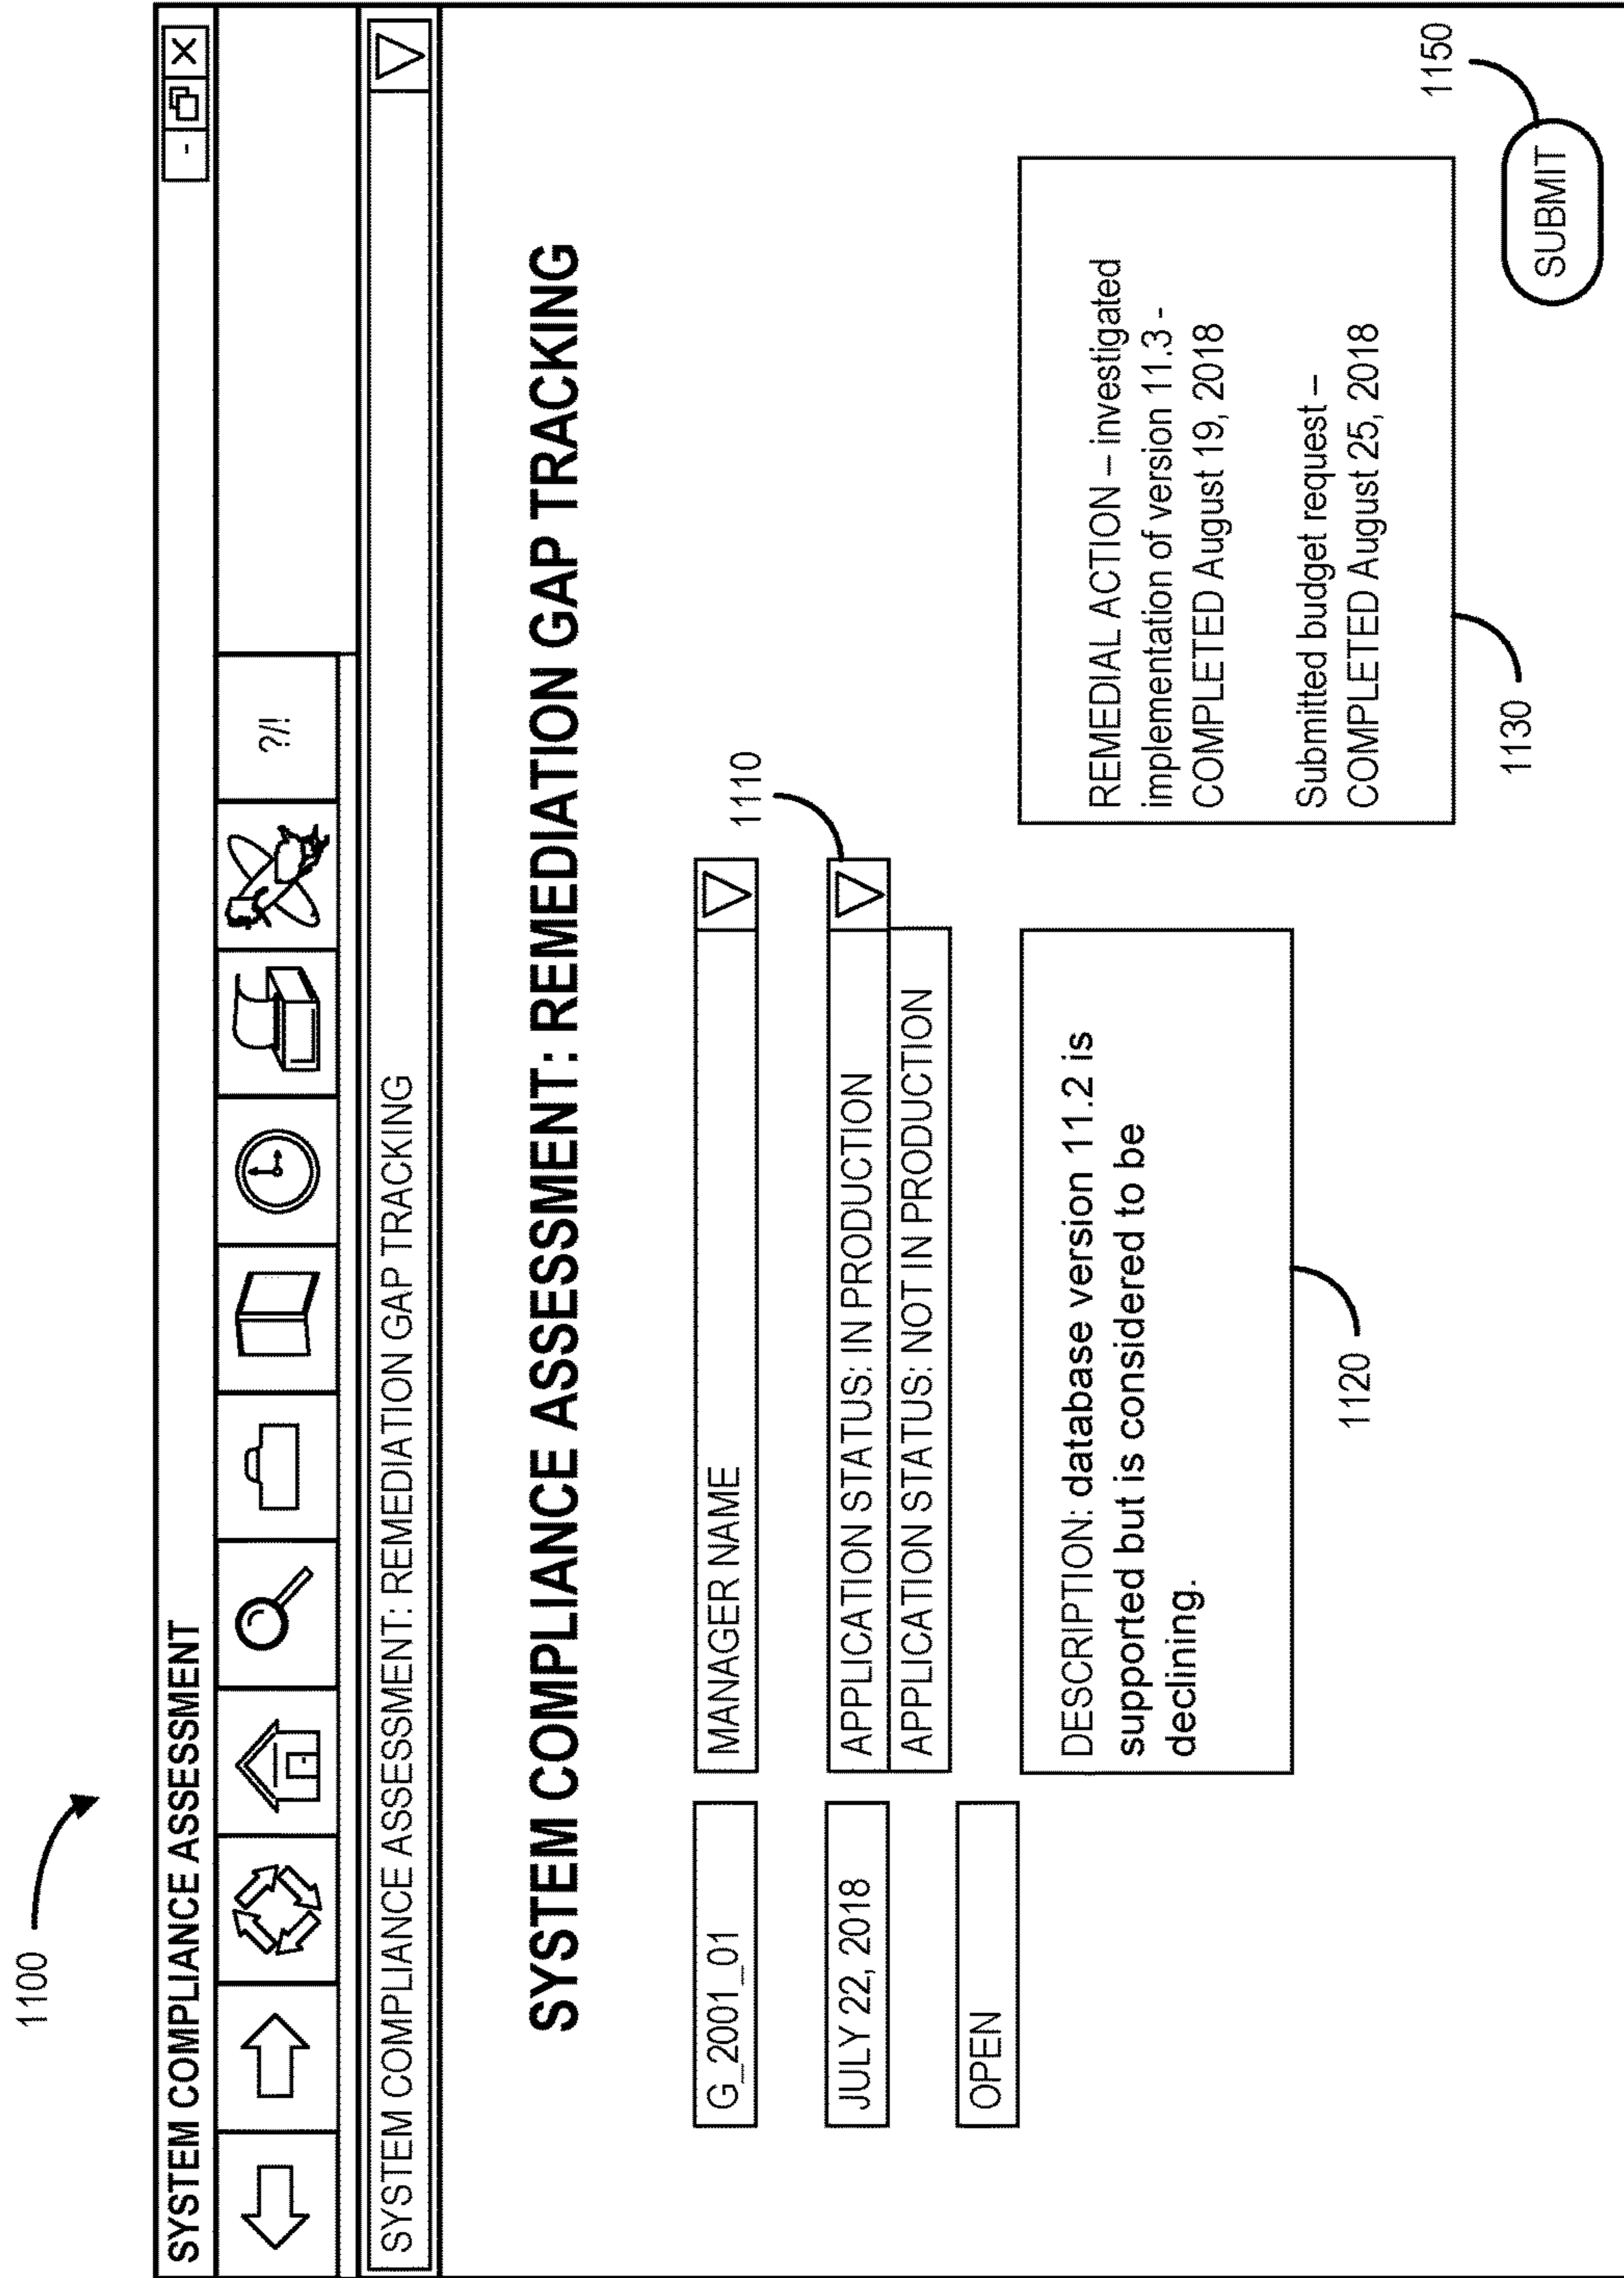 1100
SYSTEM COMPLIANCE ASSESSMENT
- X
?/!
SYSTEM COMPLIANCE ASSESSMENT: REMEDIATION GAP TRACKING
SYSTEM COMPLIANCE ASSESSMENT: REMEDIATION GAP TRACKING
G_2001_01
MANAGER NAME
1110
JULY 22, 2018
APPLICATION STATUS: IN PRODUCTION
APPLICATION STATUS: NOT IN PRODUCTION
OPEN
DESCRIPTION: database version 11.2 is
supported but is considered to be
declining.
1120
REMEDIAL ACTION – investigated
implementation of version 11.3 -
COMPLETED August 19, 2018
Submitted budget request –
COMPLETED August 25, 2018
1130
SUBMIT
1150